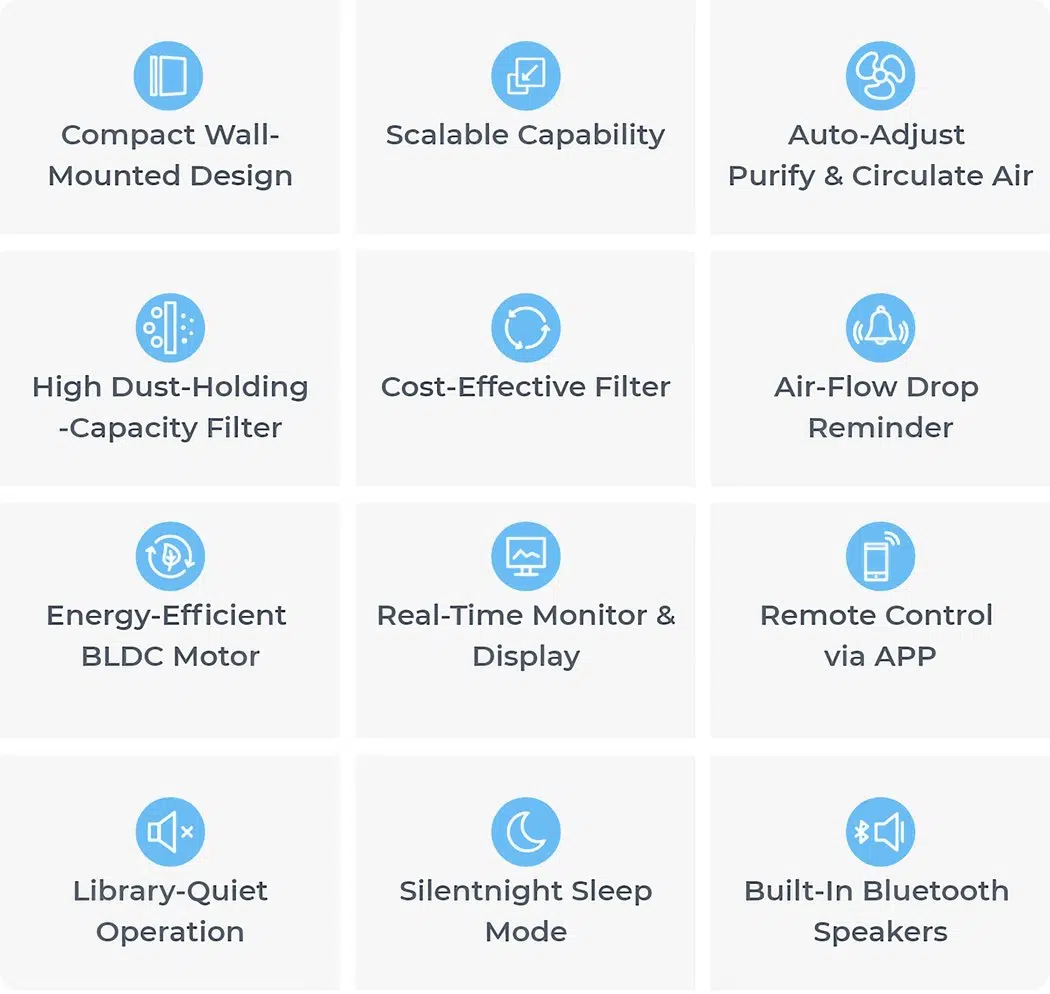 Compact Wall-
Mounted Design
Scalable Capability
Auto-Adjust
Purify & Circulate Air
High Dust-Holding
-Capacity Filter
Cost-Effective Filter
Air-Flow Drop
Reminder
Energy-Efficient
BLDC Motor
Real-Time Monitor &
Display
Remote Control
via APP
Library-Quiet
Operation
Silentnight Sleep
Mode
Built-In Bluetooth
Speakers